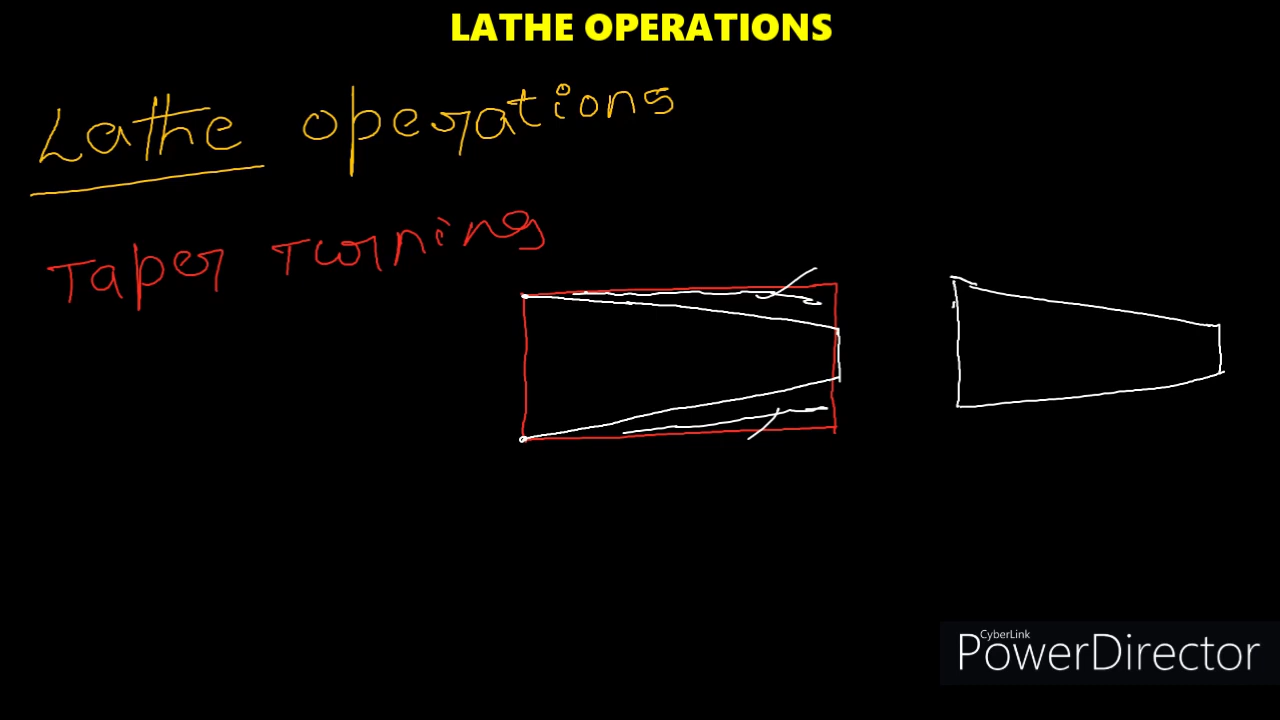 LATHE OPERATIONS
Lathe operations
Taper Turning
CyberLink
PowerDirector